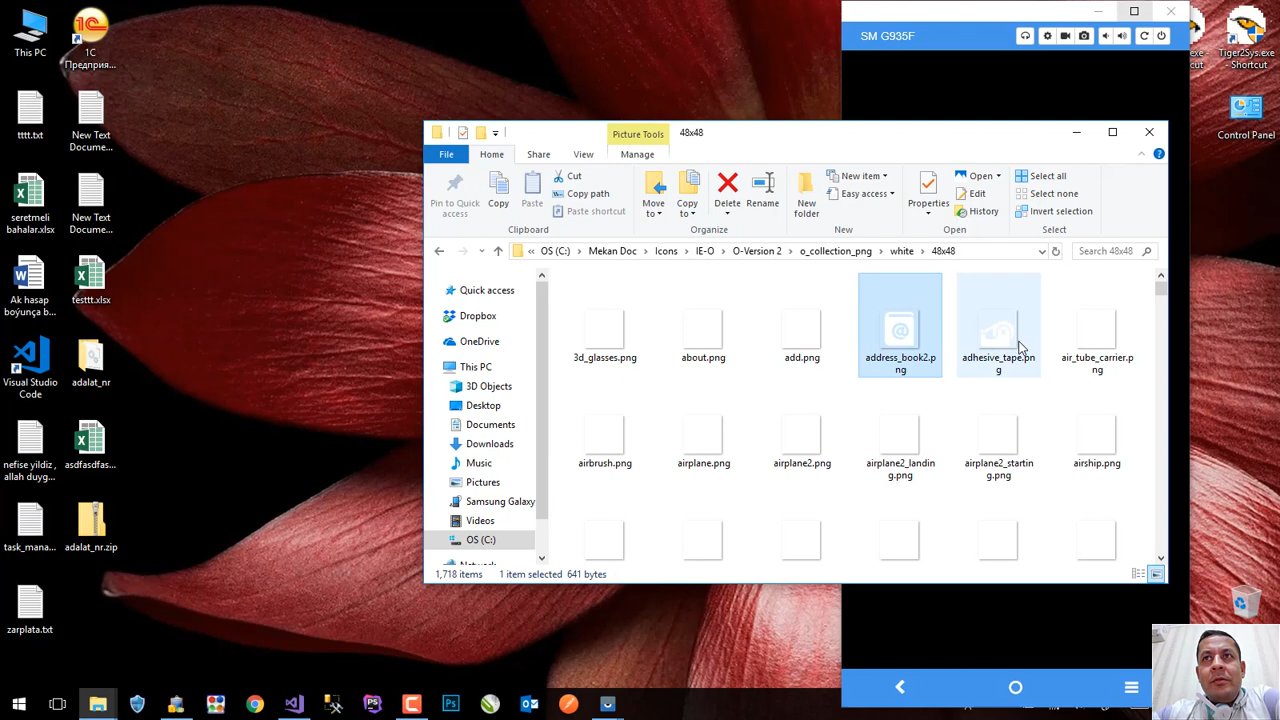 SM G935F
This PC
1С
Предприя...
tttt.txt
New Text
Docume...
seretmeli
bahalar.xlsx
New Text
Docume...
Ak hasap
boýunça b...
testtt.xlsx
Visual Studio
Code
adalat_nr
nefise yildiz ,
allah duyg...
asdfasdfas...
task_mana...
adalat_nr.zip
zarplata.txt
Tiger2Sys.exe
- Shortcut
Control Panel
Picture Tools
48x48
File
Home
Share
View
Manage
Pin to Quick
access
Copy
Paste
Cut
Copy path
Paste shortcut
Clipboard
Move
to
Copy
to
Delete
Rename
Organize
New
folder
New item
Easy access
New
Properties
Open
Edit
History
Open
Select all
Select none
Invert selection
Select
« OS (C:) › Mekan Doc › Icons › IE-O › O-Version 2 › o_collection_png › white › 48x48
Search 48x48
Quick access
Dropbox
OneDrive
This PC
3D Objects
Desktop
Documents
Downloads
Music
Pictures
Samsung Galaxy
Videos
OS (C:)
3d_glasses.png
about.png
add.png
address_book2.p
ng
adhesive_tape.pn
g
air_tube_carrier.p
ng
airbrush.png
airplane.png
airplane2.png
airplane2_landin
g.png
airplane2_startin
g.png
airship.png
1,718 items
1 item selected 641 bytes